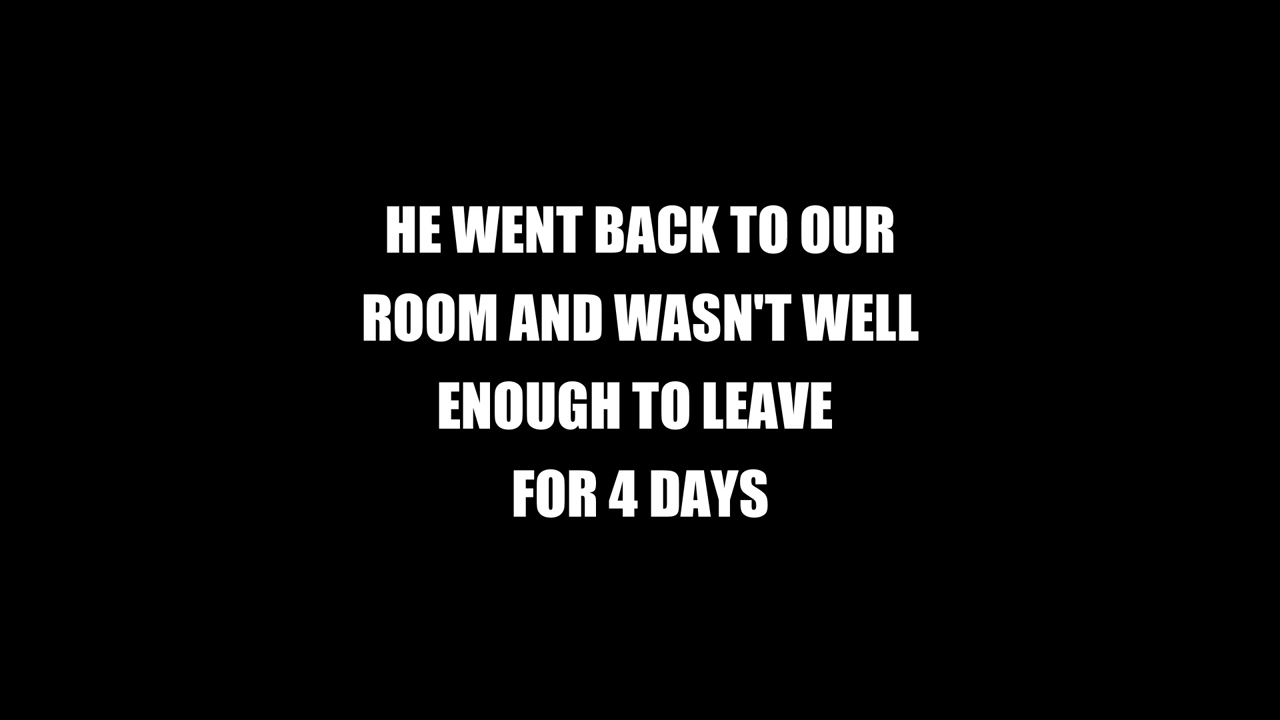 HE WENT BACK TO OUR
ROOM AND WASN'T WELL
ENOUGH TO LEAVE
FOR 4 DAYS